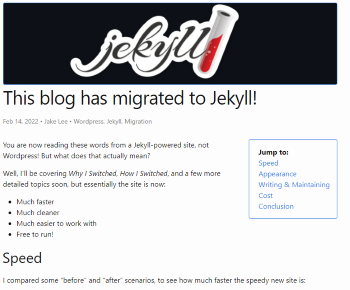 jekyll
This blog has migrated to Jekyll!
Feb 14, 2022 • Jake Lee • Wordpress, Jekyll, Migration
You are now reading these words from a Jekyll-powered site, not
Wordpress! But what does that actually mean?
Well, I'll be covering Why I Switched, How I Switched, and a few more
detailed topics soon, but essentially the site is now:
• Much faster
• Much cleaner
• Much easier to work with
• Free to run!
Jump to:
Speed
Appearance
Writing & Maintaining
Cost
Conclusion
Speed
I compared some "before" and "after" scenarios, to see how much faster the speedy new site is: